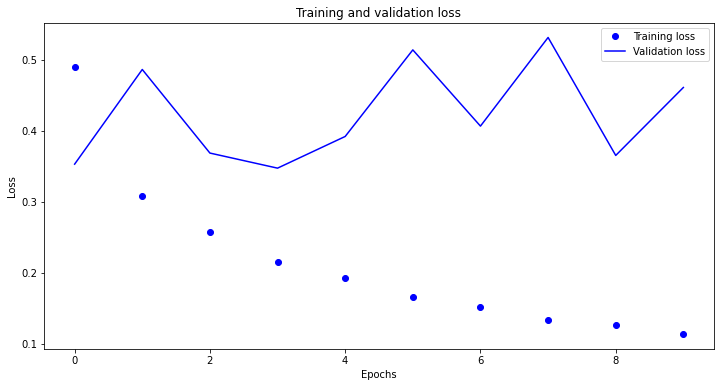 Training and validation loss
Training loss
Validation loss
0.5
0.4
0.3
0.2
0.1
Loss
0 2 4 6 8
Epochs